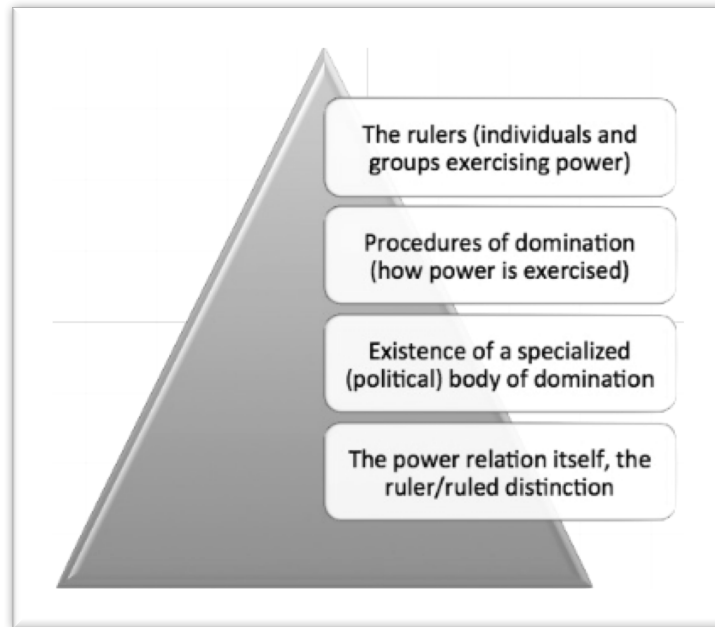 The rulers (individuals and
groups exercising power)
Procedures of domination
(how power is exercised)
Existence of a specialized
(political) body of domination
The power relation itself, the
ruler/ruled distinction